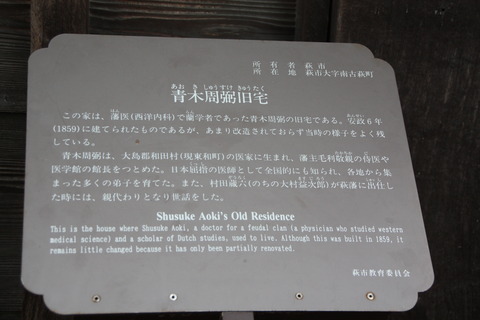 所有者 萩市
所在地 萩市大字南古萩町
あお き しゅうすけ きゅうたく
青木周弼旧宅
この家は、藩医(西洋内科)で蘭学者であった青木周弼の旧宅である。安政6年
(1859)に建てられたものであるが、あまり改造されておらず当時の様子をよく残
している。
青木周弼は、大島郡和田村(現東和町)の医家に生まれ、藩主毛利敬親の侍医や
医学館の館長をつとめた。日本屈指の医師として全国的にも知られ、各地から集
まった多くの弟子を育てた。また、村田蔵六(のちの大村益次郎)が萩藩に出仕し
た時には、親代わりとなり世話をした。
Shusuke Aoki's Old Residence
This is the house where Shusuke Aoki, a doctor for a feudal clan (a physician who studied western
medical science) and a scholar of Dutch studies, used to live. Although this was built in 1859, it
remains little changed because it has only been partially renovated.
萩市教育委員会